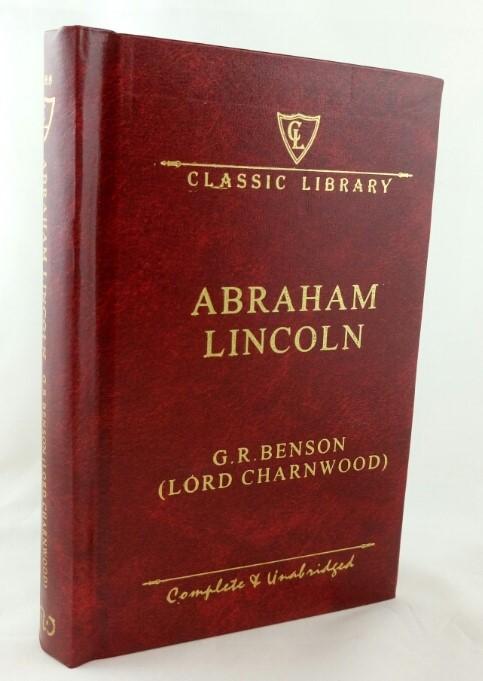 CL
CLASSIC LIBRARY
ABRAHAM
LINCOLN
G.R.BENSON
(LORD CHARNWOOD)
Complete & Unabridged
ABRAHAM LINCOLN G.R.BENSON (LORD CHARNWOOD)